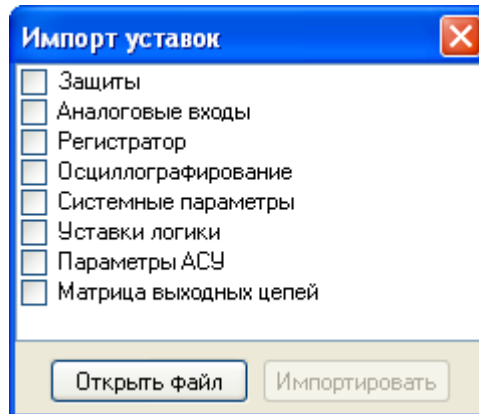 Импорт уставок
Защиты
Аналоговые входы
Регистратор
Осциллографирование
Системные параметры
Уставки логики
Параметры АСУ
Матрица выходных цепей
Открыть файл Импортировать